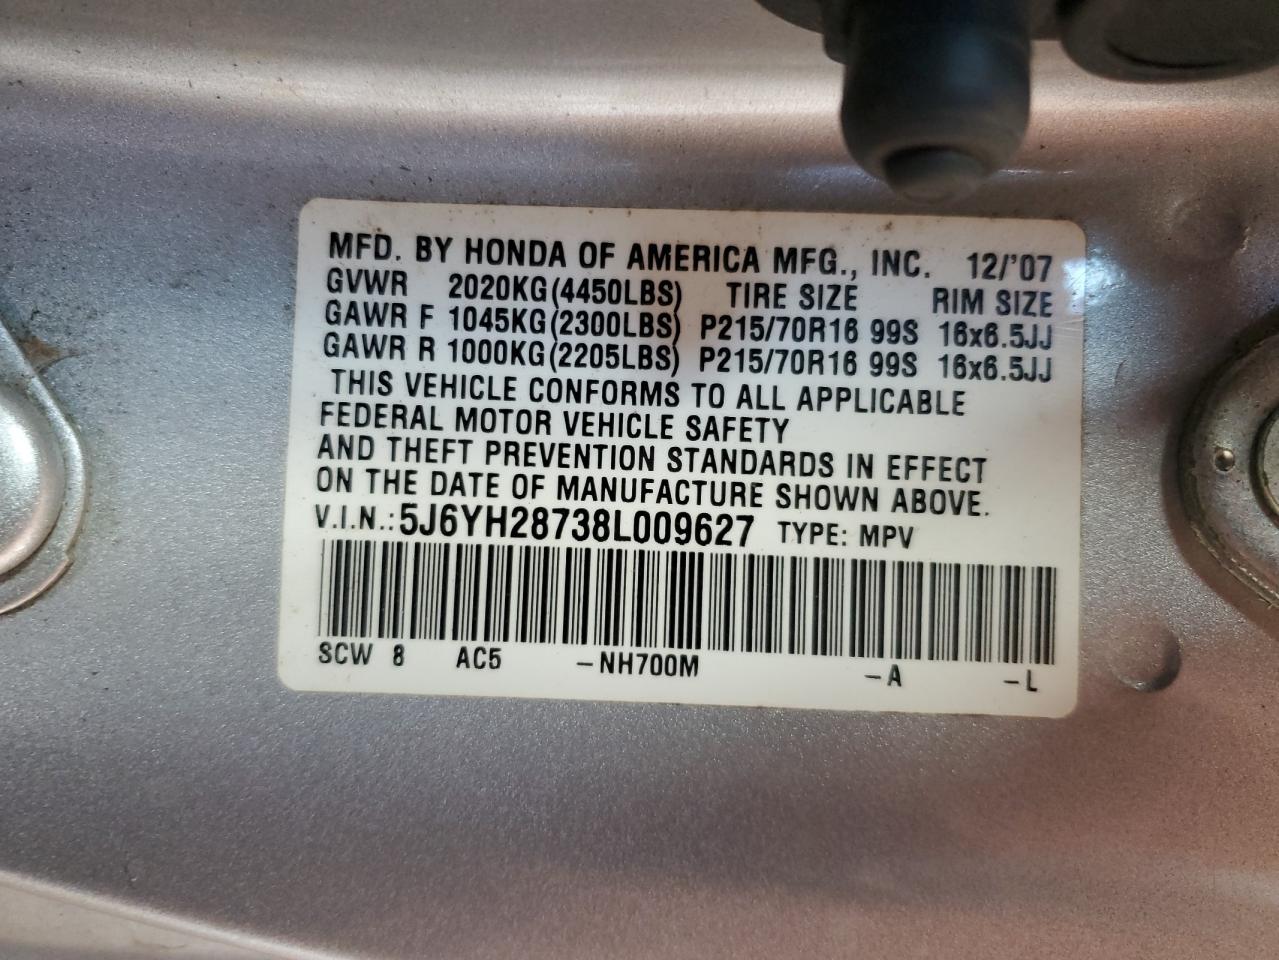 MFD. BY HONDA OF AMERICA MFG., INC. 12/'07
GVWR 2020KG(4450LBS) TIRE SIZE RIM SIZE
GAWR F 1045KG(2300LBS) P215/70R16 99S 16x6.5JJ
GAWR R 1000KG(2205LBS) P215/70R16 99S 16x6.5JJ
THIS VEHICLE CONFORMS TO ALL APPLICABLE
FEDERAL MOTOR VEHICLE SAFETY
AND THEFT PREVENTION STANDARDS IN EFFECT
ON THE DATE OF MANUFACTURE SHOWN ABOVE.
V.I.N.: 5J6YH28738L009627 TYPE: MPV
SCW 8 AC5 -NH700M -A -L